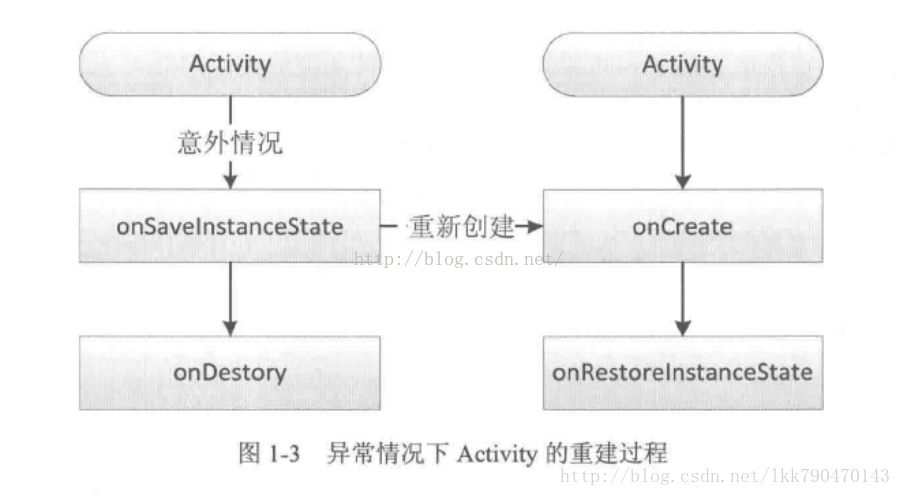 Activity
Activity
意外情况
onSaveInstanceState
重新创建
onCreate
http://blog.csdn.net/
onDestory
onRestoreInstanceState
图 1-3 异常情况下 Activity 的重建过程
http://blog.csdn.net/lkk790470143